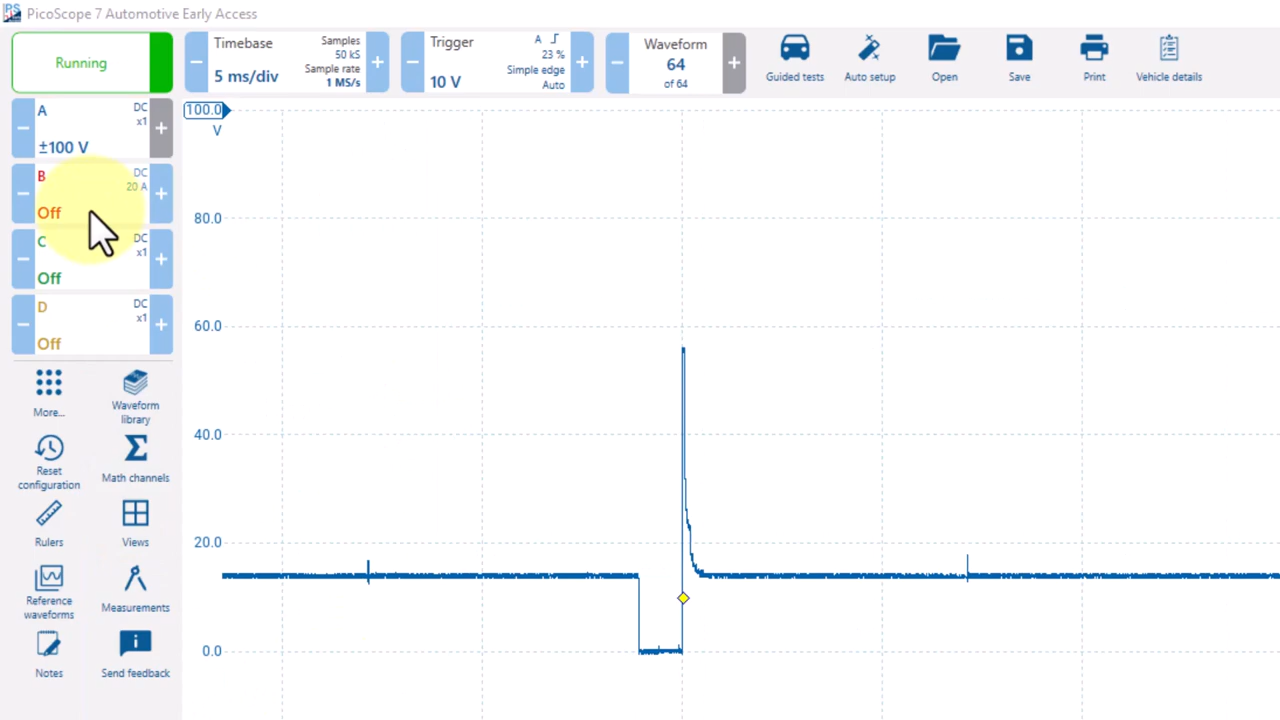 PS
PicoScope 7 Automotive Early Access
Running
Timebase
5 ms/div
Samples
50 kS
Sample rate
1 MS/s
Trigger
10 V
A
23 %
Simple edge
Auto
Waveform
64
of 64
Guided tests
Auto setup
Open
Save
Print
Vehicle details
A
DC
x1
±100 V
B
DC
20 A
Off
C
DC
x1
Off
D
DC
x1
Off
More...
Waveform
library
Reset
configuration
Math channels
Rulers
Views
Reference
waveforms
Measurements
Notes
Send feedback
100.0
V
80.0
60.0
40.0
20.0
0.0